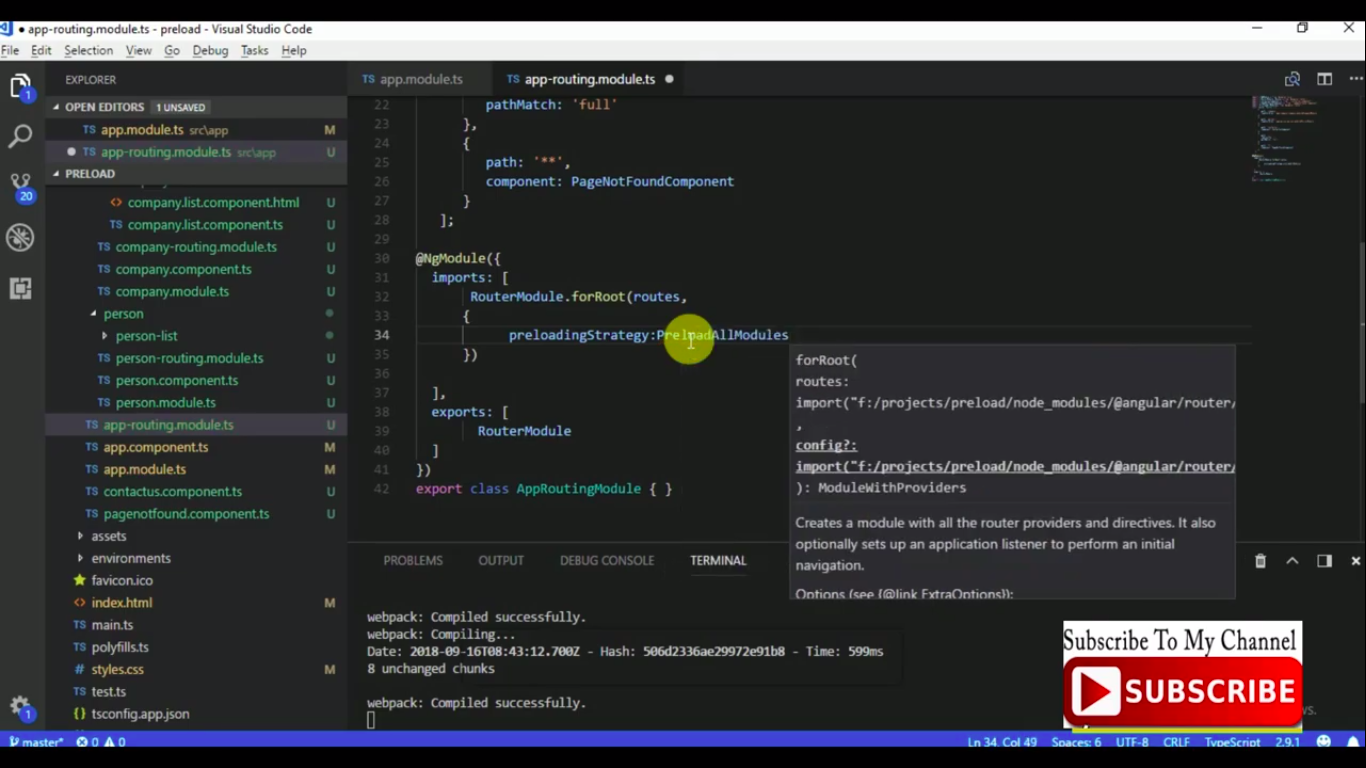 ● app-routing.module.ts - preload - Visual Studio Code
File Edit Selection View Go Debug Tasks Help
EXPLORER
OPEN EDITORS 1 UNSAVED
TS app.module.ts src\app M
TS app-routing.module.ts src\app U
PRELOAD
<> company.list.component.html U
TS company.list.component.ts U
TS company-routing.module.ts U
TS company.component.ts U
TS company.module.ts U
person
person-list
TS person-routing.module.ts U
TS person.component.ts U
TS person.module.ts U
TS app-routing.module.ts U
TS app.component.ts M
TS app.module.ts M
TS contactus.component.ts U
TS pagenotfound.component.ts U
assets
environments
favicon.ico
<> index.html M
TS main.ts
TS polyfills.ts
# styles.css M
TS test.ts
{} tsconfig.app.json
1
20
1
TS app.module.ts TS app-routing.module.ts ●
22 pathMatch: 'full'
23 },
24 {
25 path: '**',
26 component: PageNotFoundComponent
27 }
28 ];
29
30 @NgModule({
31 imports: [
32 RouterModule.forRoot(routes,
33 {
34 preloadingStrategy:PreloadAllModules
35 })
36
37 ],
38 exports: [
39 RouterModule
40 ]
41 })
42 export class AppRoutingModule { }
forRoot(
routes:
import("f:/projects/preload/node_modules/@angular/router/
,
config?:
import("f:/projects/preload/node_modules/@angular/router/
): ModuleWithProviders
Creates a module with all the router providers and directives. It also
optionally sets up an application listener to perform an initial
navigation.
Options (see {@link ExtraOptions}):
PROBLEMS OUTPUT DEBUG CONSOLE TERMINAL
webpack: Compiled successfully.
webpack: Compiling...
Date: 2018-09-16T08:43:12.700Z - Hash: 506d2336ae29972e91b8 - Time: 599ms
8 unchanged chunks
webpack: Compiled successfully.
Subscribe To My Channel
SUBSCRIBE
master* 0 0 Ln 34, Col 49 Spaces: 6 UTF-8 CRLF TypeScript 2.9.1